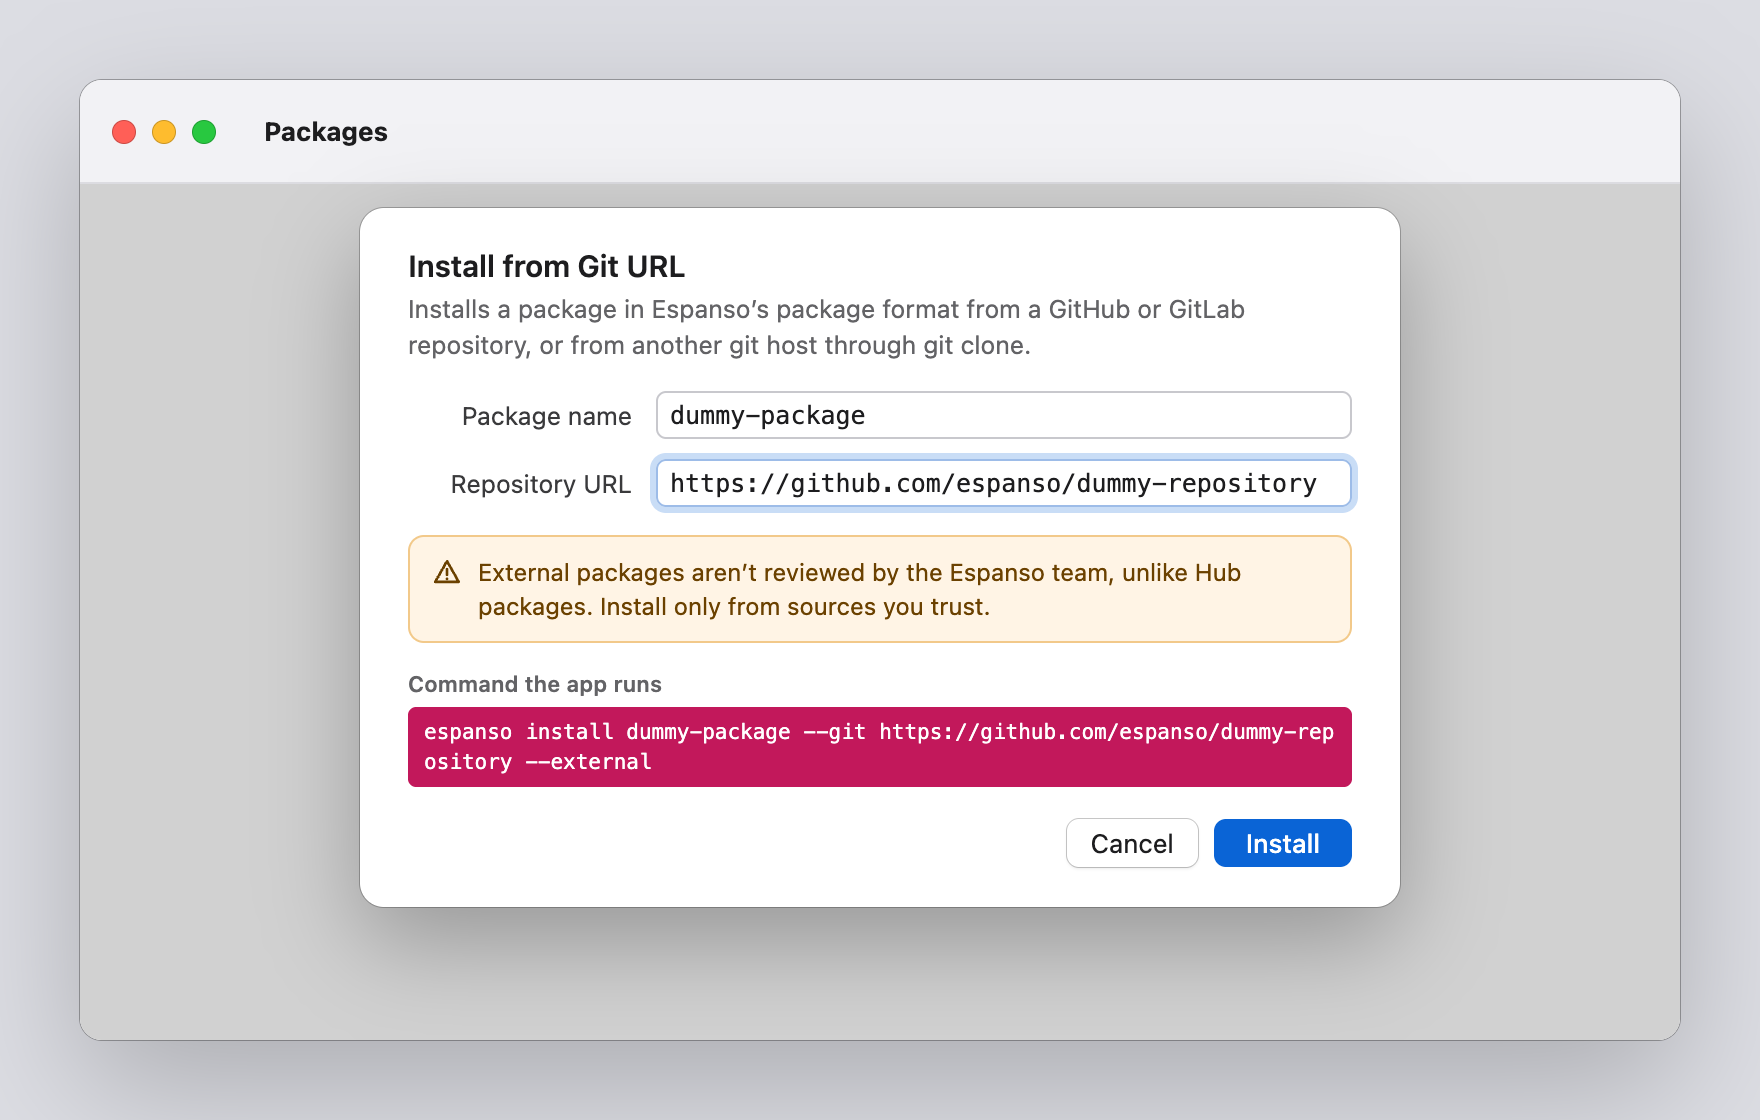 Packages
Install from Git URL
Installs a package in Espanso’s package format from a GitHub or GitLab
repository, or from another git host through git clone.
Package name
dummy-package
Repository URL
https://github.com/espanso/dummy-repository
External packages aren’t reviewed by the Espanso team, unlike Hub
packages. Install only from sources you trust.
Command the app runs
espanso install dummy-package --git https://github.com/espanso/dummy-rep
ository --external
Cancel
Install